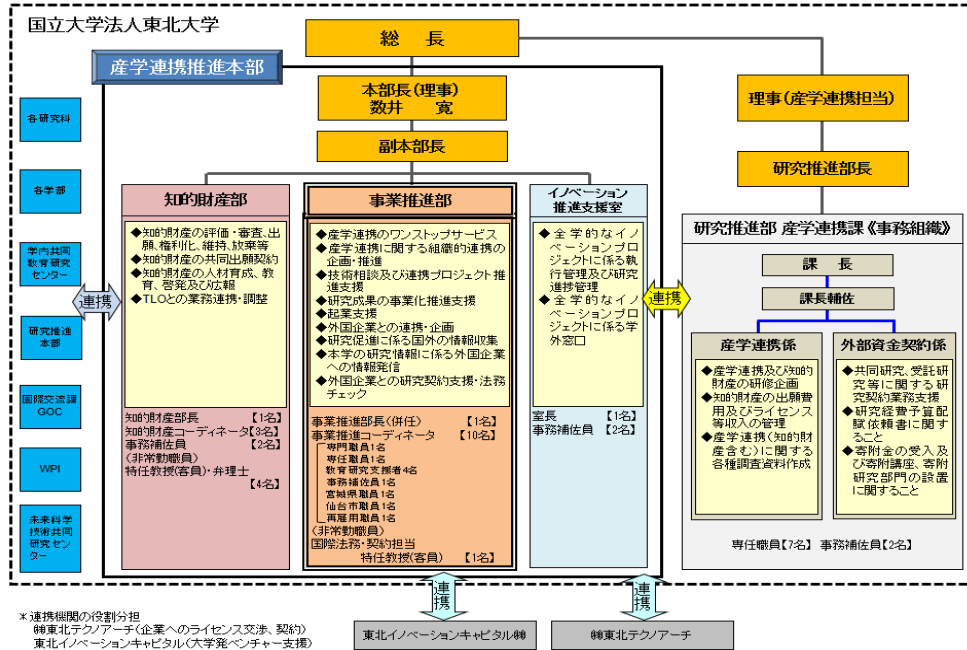 国立大学法人東北大学
総　長
産学連携推進本部
本部長(理事)
数井　寛
副本部長
理事(産学連携担当)
研究推進部長
各研究科
各学部
学内共同
教育研究
センター
研究推進
本部
国際交流課
GOC
WPI
未来科学
技術共同
研究セン
ター
連携
知的財産部
◆知的財産の評価・審査、出
願、権利化、維持、放棄等
◆知的財産の共同出願契約
◆知的財産の人材育成、教
育、啓発及び広報
◆TLOとの業務連携・調整
知的財産部長　【1名】
知的財産コーディネータ【3名】
事務補佐員　【2名】
(非常勤職員)
特任教授(客員)・弁理士
【4名】
事業推進部
◆産学連携のワンストップサービス
◆産学連携に関する組織的連携の
企画・推進
◆技術相談及び連携プロジェクト推
進支援
◆研究成果の事業化推進支援
◆起業支援
◆外国企業との連携・企画
◆研究促進に係る国外の情報収集
◆本学の研究情報に係る外国企業
への情報発信
◆外国企業との研究契約支援・法務
チェック
事業推進部長(併任)　【1名】
事業推進コーディネータ　【10名】
専門職員1名
専任職員1名
教育研究支援者4名
事務補佐員1名
宮城県職員1名
仙台市職員1名
再雇用職員1名
(非常勤職員)
国際法務・契約担当
特任教授(客員)　【1名】
イノベーション
推進支援室
◆全学的なイノ
ベーションプロ
ジェクトに係る執
行管理及び研究
進捗管理
◆全学的なイノ
ベーションプロ
ジェクトに係る学
外窓口
室長　【1名】
事務補佐員　【2名】
連携
研究推進部 産学連携課《事務組織》
課　長
課長輔佐
産学連携係
◆産学連携及び知的
財産の研修企画
◆知的財産の出願費
用及びライセンス
等収入の管理
◆産学連携(知的財
産含む)に関する
各種調査資料作成
外部資金契約係
◆共同研究、受託研
究等に関する研
究契約業務支援
◆研究経費予算配
賦依頼書に関す
ること
◆寄附金の受入及
び寄附講座、寄附
研究部門の設置
に関すること
専任職員【7名】 事務補佐員【2名】
連携
連携
東北イノベーションキャピタル㈱
㈱東北テクノアーチ
＊連携機関の役割分担
㈱東北テクノアーチ(企業へのライセンス交渉、契約)
東北イノベーションキャピタル(大学発ベンチャー支援)